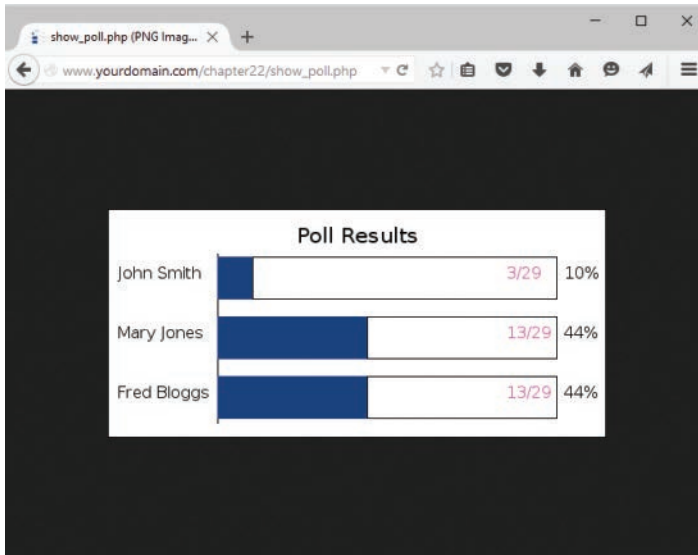 show_poll.php (PNG Imag...
www.yourdomain.com/chapter22/show_poll.php
Poll Results
John Smith 3/29 10%
Mary Jones 13/29 44%
Fred Bloggs 13/29 44%